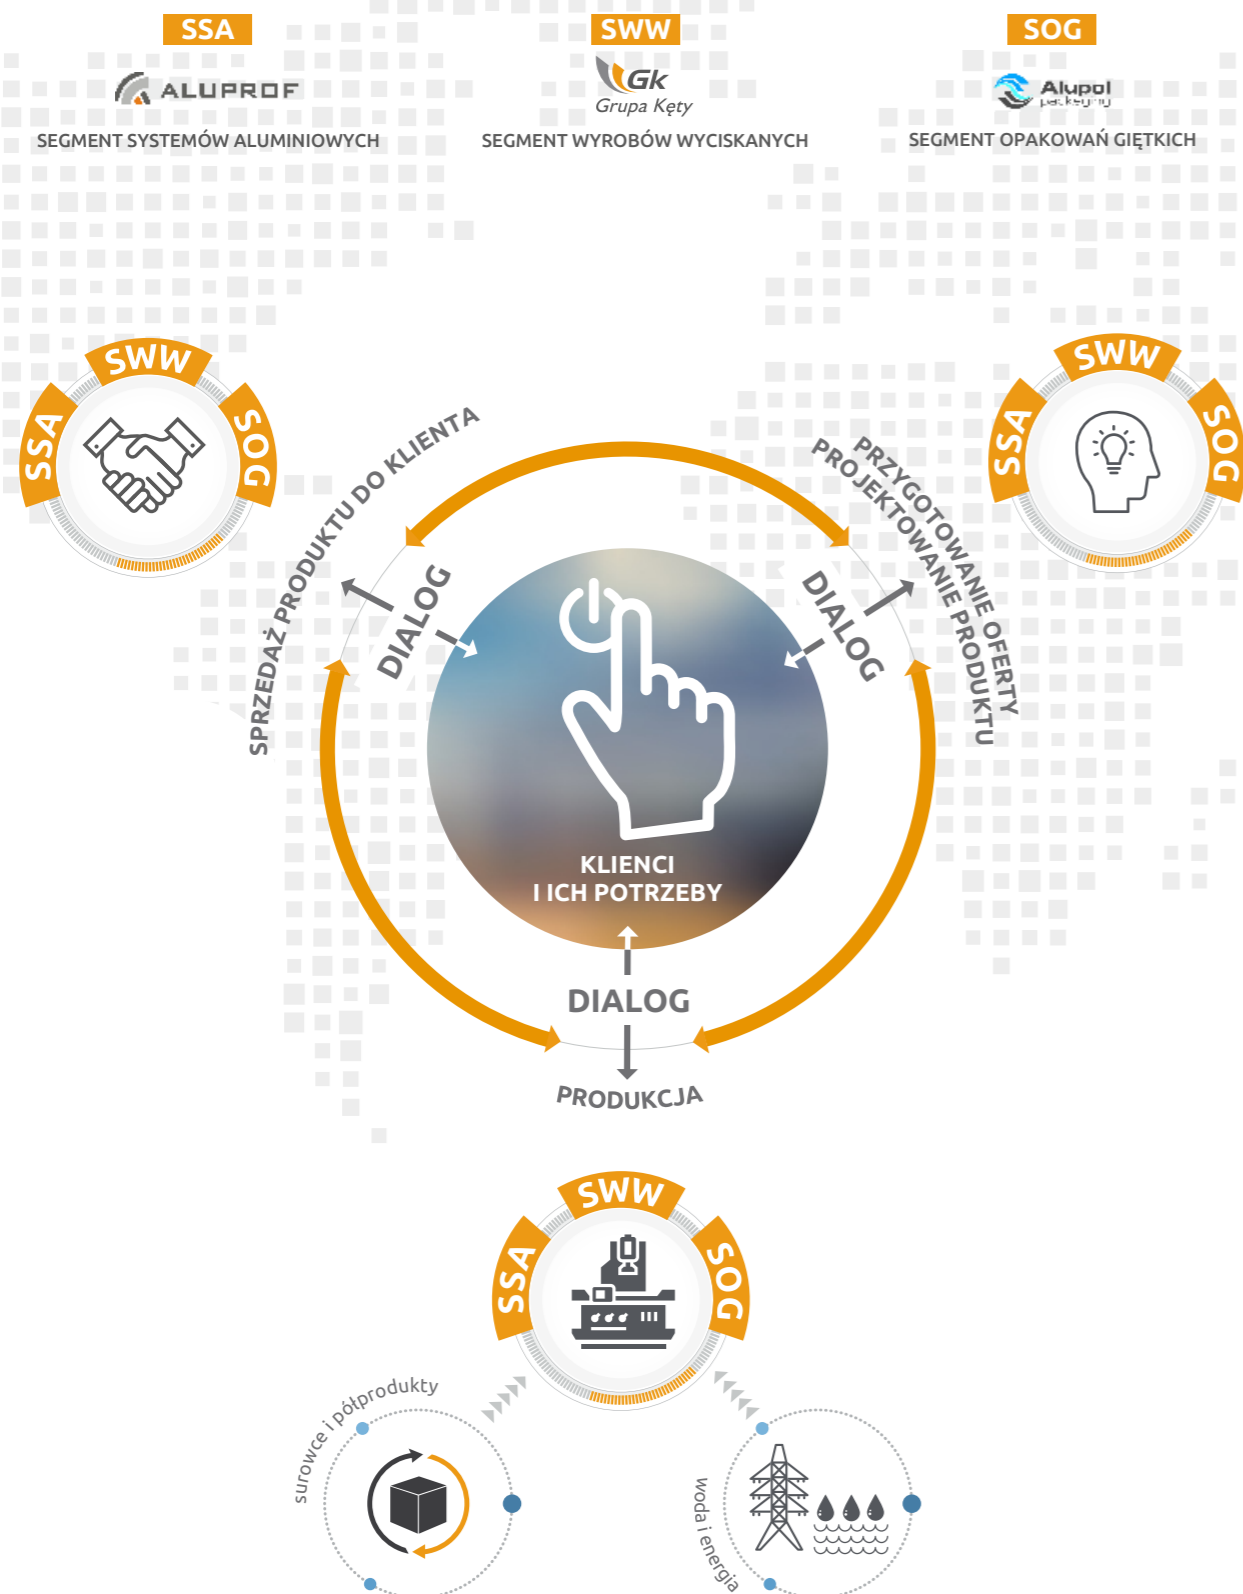 SSA
SWW
SOG
ALUPROF
Gk
Grupa Kęty
Alupol
packaging
SEGMENT SYSTEMÓW ALUMINIOWYCH
SEGMENT WYROBÓW WYCISKANYCH
SEGMENT OPAKOWAŃ GIĘTKICH
SSA
SWW
SOG
SSA
SWW
SOG
SPRZEDAŻ PRODUKTU DO KLIENTA
PRZYGOTOWANIE OFERTY
PROJEKTOWANIE PRODUKTU
DIALOG
DIALOG
KLIENCI
I ICH POTRZEBY
DIALOG
PRODUKCJA
SSA
SWW
SOG
surowce i półprodukty
woda i energia